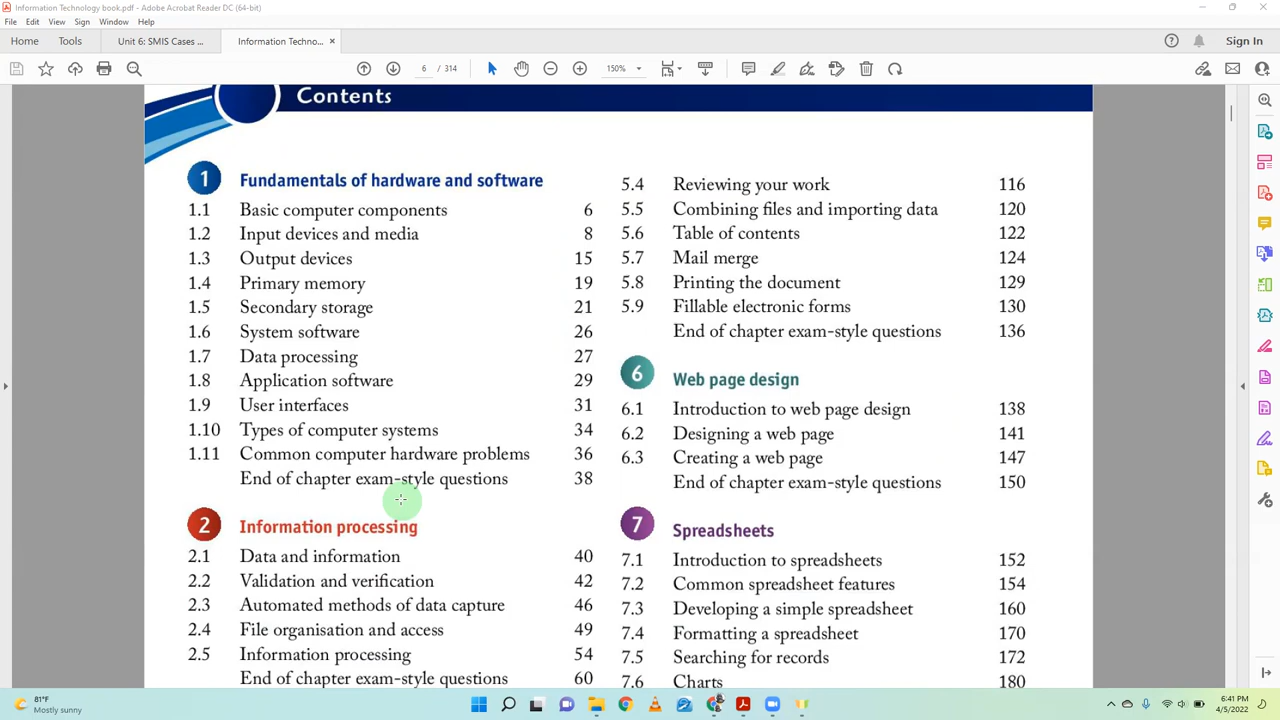 Information Technology book.pdf - Adobe Acrobat Reader DC (64-bit)
File Edit View Sign Window Help
Home Tools Unit 6: SMIS Cases ... Information Techno... × Sign In
6 / 314 150%
Contents
1 Fundamentals of hardware and software
1.1 Basic computer components 6
1.2 Input devices and media 8
1.3 Output devices 15
1.4 Primary memory 19
1.5 Secondary storage 21
1.6 System software 26
1.7 Data processing 27
1.8 Application software 29
1.9 User interfaces 31
1.10 Types of computer systems 34
1.11 Common computer hardware problems 36
End of chapter exam-style questions 38
2 Information processing
2.1 Data and information 40
2.2 Validation and verification 42
2.3 Automated methods of data capture 46
2.4 File organisation and access 49
2.5 Information processing 54
End of chapter exam-style questions 60
5.4 Reviewing your work 116
5.5 Combining files and importing data 120
5.6 Table of contents 122
5.7 Mail merge 124
5.8 Printing the document 129
5.9 Fillable electronic forms 130
End of chapter exam-style questions 136
6 Web page design
6.1 Introduction to web page design 138
6.2 Designing a web page 141
6.3 Creating a web page 147
End of chapter exam-style questions 150
7 Spreadsheets
7.1 Introduction to spreadsheets 152
7.2 Common spreadsheet features 154
7.3 Developing a simple spreadsheet 160
7.4 Formatting a spreadsheet 170
7.5 Searching for records 172
7.6 Charts 180
81°F
Mostly sunny
6:41 PM
4/5/2022